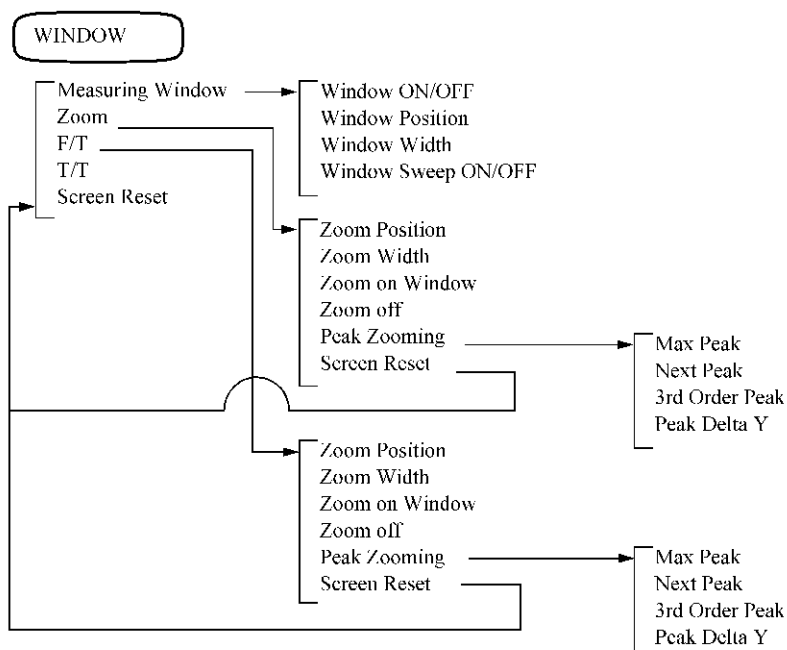 WINDOW
Measuring Window
Zoom
F/T
T/T
Screen Reset
Window ON/OFF
Window Position
Window Width
Window Sweep ON/OFF
Zoom Position
Zoom Width
Zoom on Window
Zoom off
Peak Zooming
Screen Reset
Max Peak
Next Peak
3rd Order Peak
Peak Delta Y
Zoom Position
Zoom Width
Zoom on Window
Zoom off
Peak Zooming
Screen Reset
Max Peak
Next Peak
3rd Order Peak
Peak Delta Y